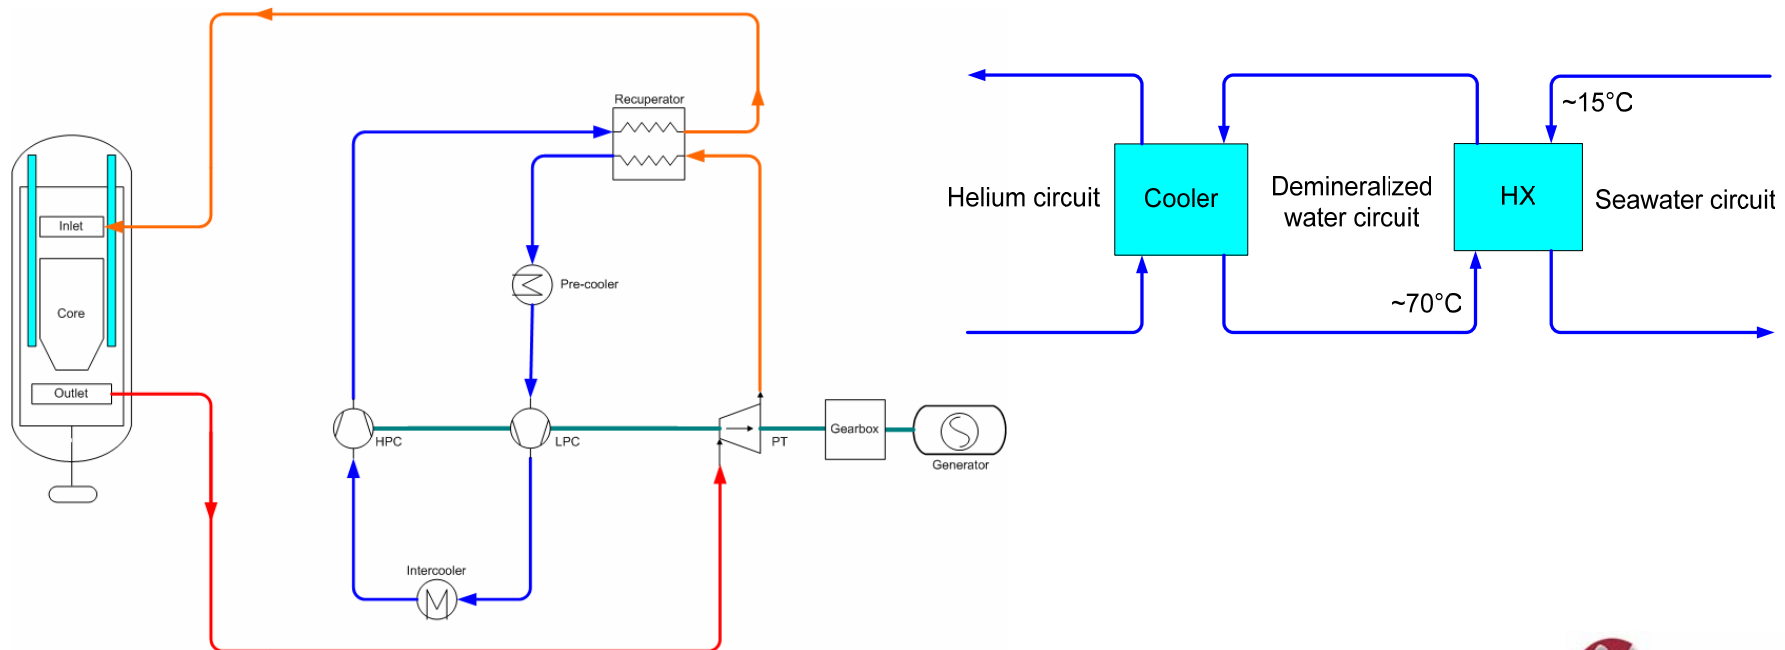 Recuperator
Inlet
Pre-cooler
Core
Outlet
HPC
LPC
PT
Gearbox
Generator
Intercooler
~15°C
Helium circuit
Cooler
Demineralized
water circuit
HX
Seawater circuit
~70°C